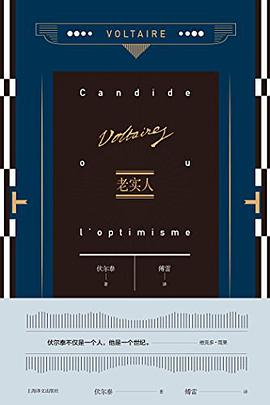 VOLTAIRE
Candide
Voltaire
ou
老实人
l'optimisme
伏尔泰 傅雷
著 译
伏尔泰不仅是一个人，他是一个世纪。 ——维克多·雨果
上海译文出版社 伏尔泰 著 傅雷 译